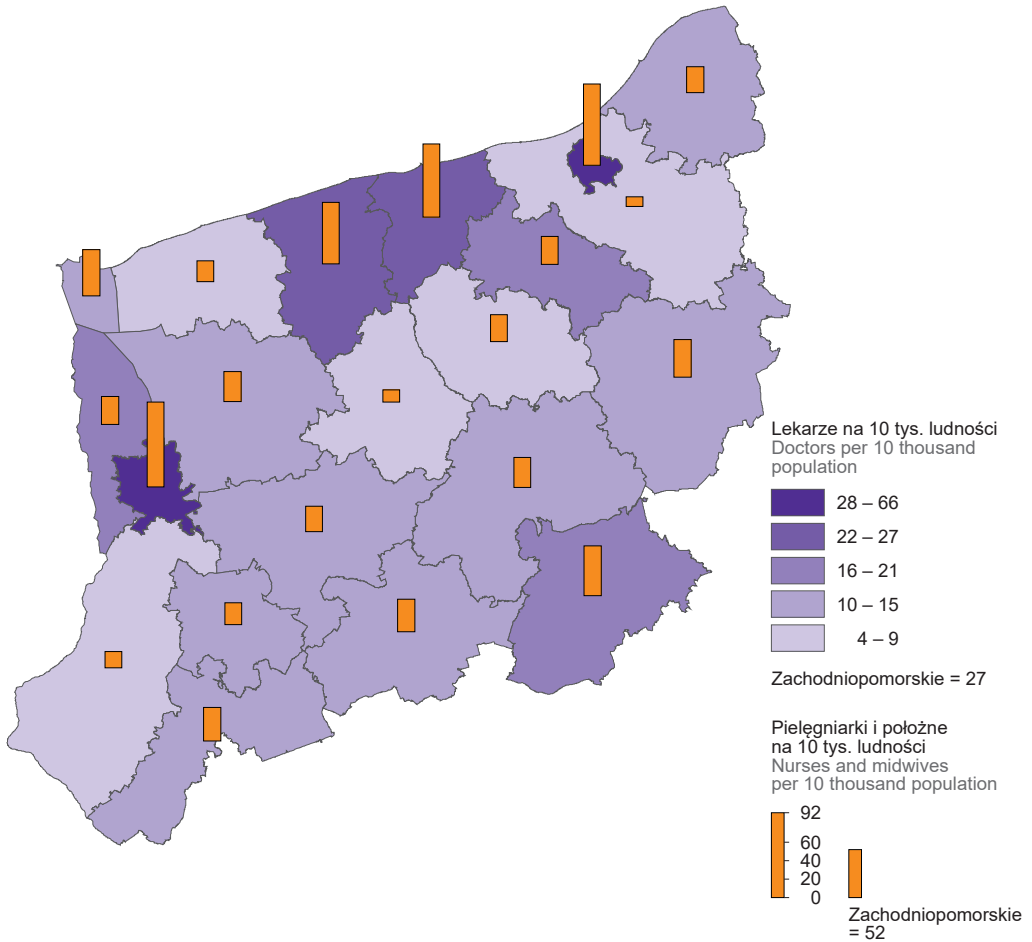 Lekarze na 10 tys. ludności
Doctors per 10 thousand
population
28 – 66
22 – 27
16 – 21
10 – 15
4 – 9
Zachodniopomorskie = 27
Pielęgniarki i położne
na 10 tys. ludności
Nurses and midwives
per 10 thousand population
92
60
40
20
0
Zachodniopomorskie
= 52